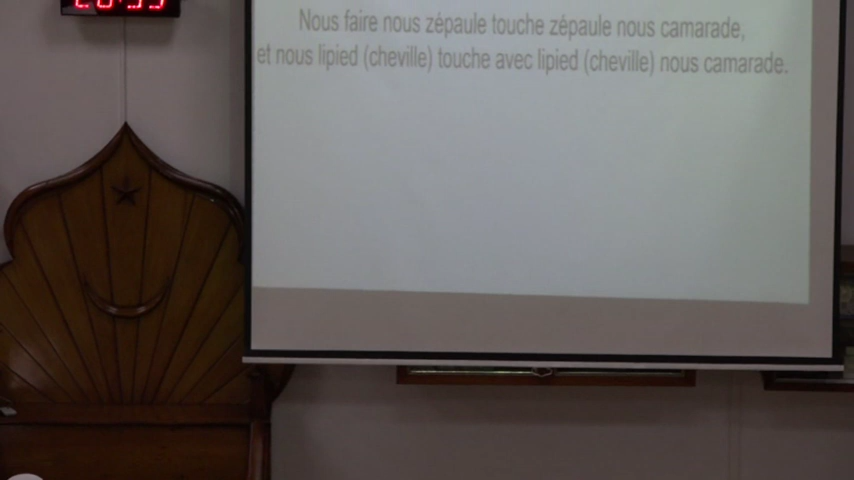 Nous faire nous zépaule touche zépaule nous camarade,
et nous lipied (cheville) touche avec lipied (cheville) nous camarade.